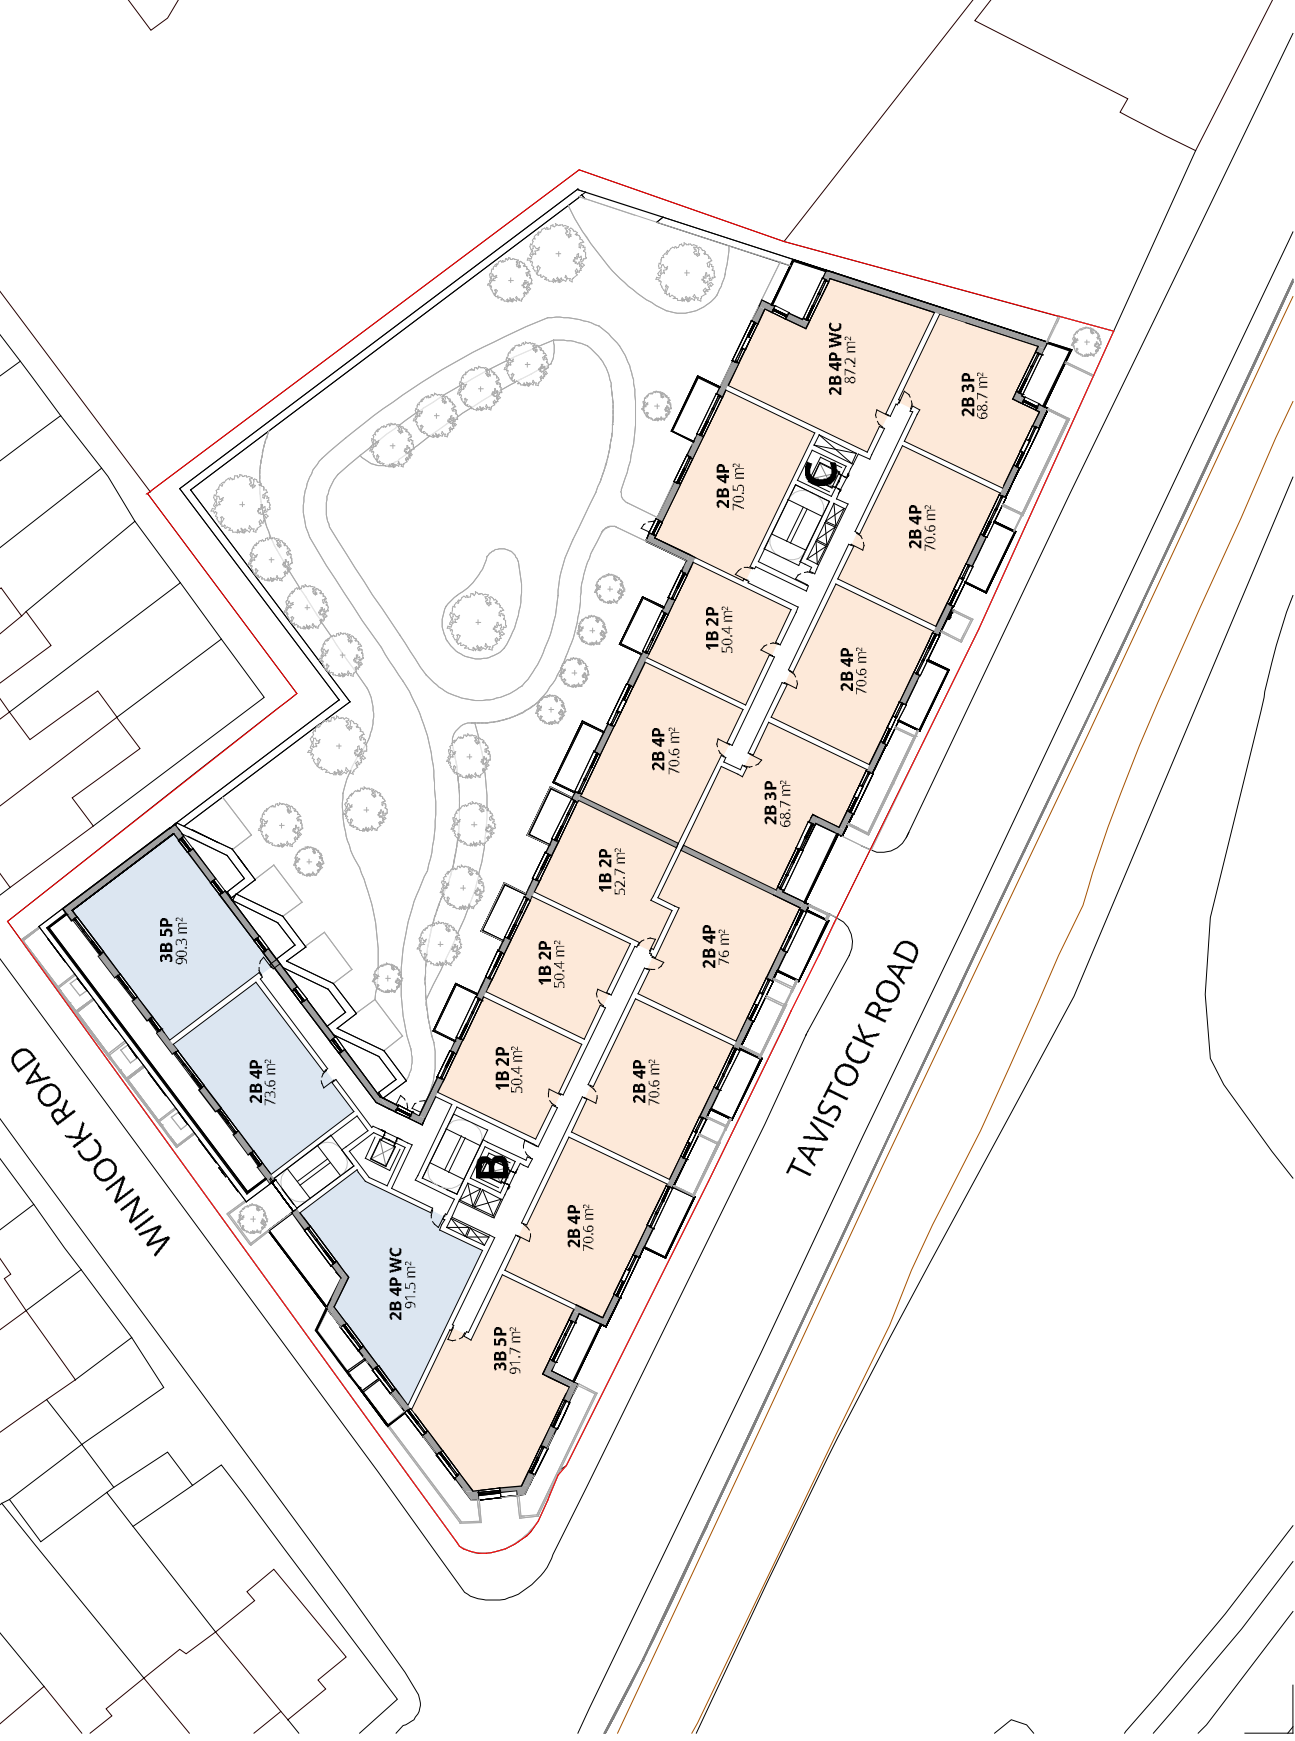 2B 4P WC
87.2 m²
2B 3P
68.7 m²
2B 4P
70.5 m²
C
2B 4P
70.6 m²
1B 2P
50.4 m²
2B 4P
70.6 m²
2B 4P
70.6 m²
2B 3P
68.7 m²
1B 2P
52.7 m²
2B 4P
76 m²
1B 2P
50.4 m²
3B 5P
90.3 m²
2B 4P
73.6 m²
1B 2P
50.4 m²
2B 4P
70.6 m²
B
2B 4P
70.6 m²
2B 4P WC
91.5 m²
3B 5P
91.7 m²
WINNOCK ROAD
TAVISTOCK ROAD